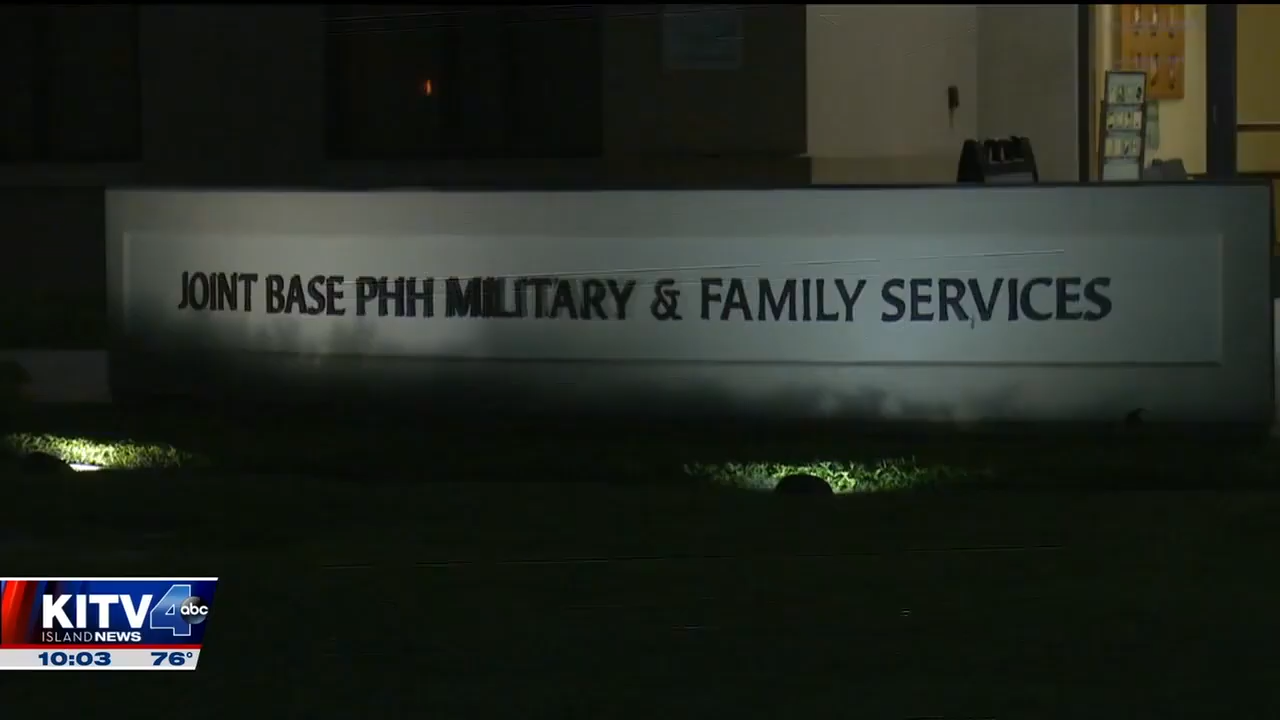 JOINT BASE PHH MILITARY & FAMILY SERVICES
KITV4 abc
ISLAND NEWS
10:03 76°